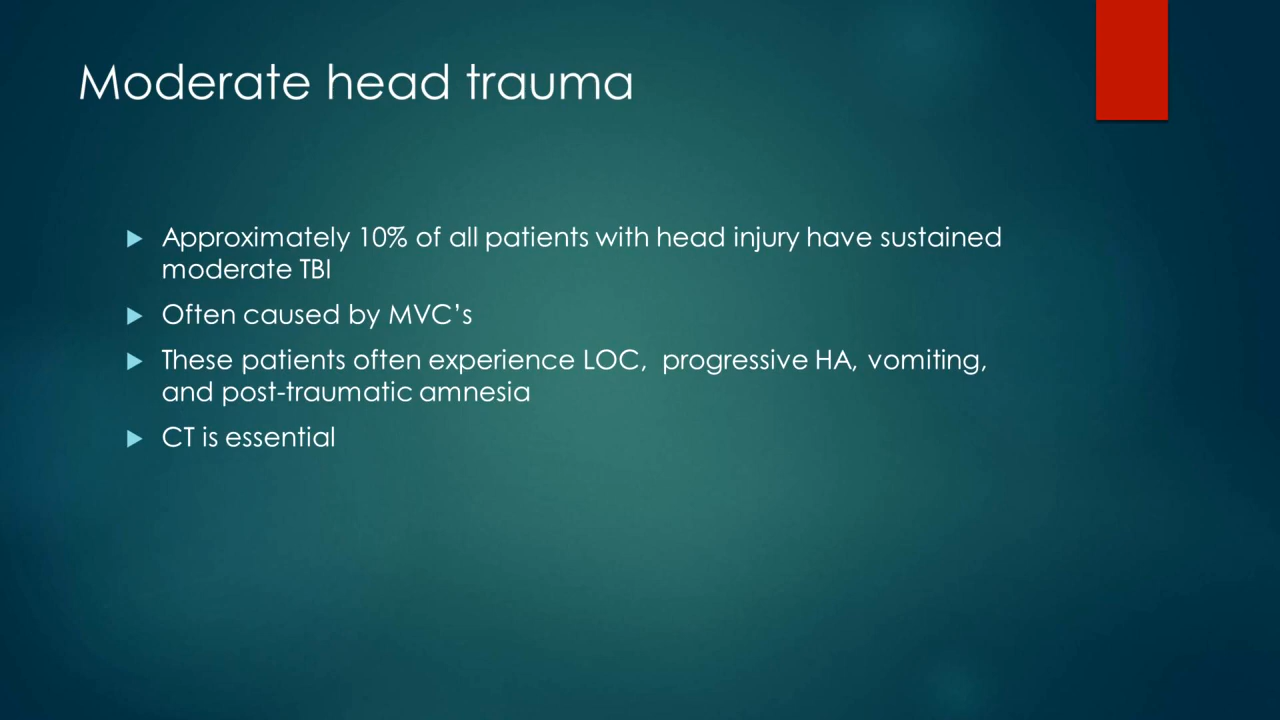 Moderate head trauma
Approximately 10% of all patients with head injury have sustained
moderate TBI
Often caused by MVC’s
These patients often experience LOC,  progressive HA, vomiting,
and post-traumatic amnesia
CT is essential